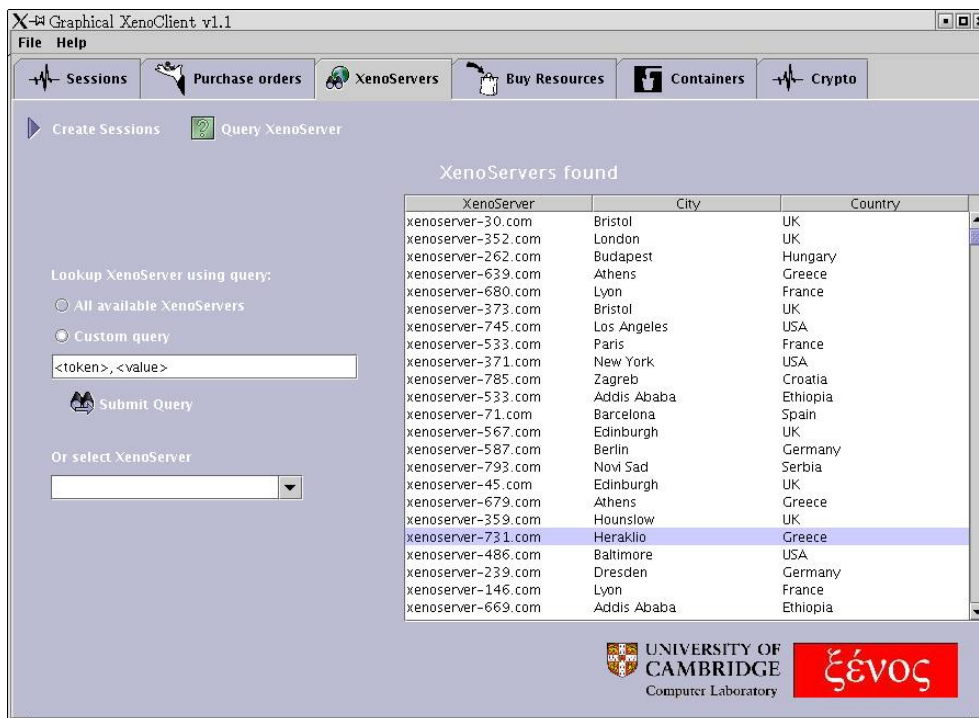 Graphical XenoClient v1.1
File Help
Sessions Purchase orders XenoServers Buy Resources Containers Crypto
Create Sessions Query XenoServer
XenoServers found
XenoServer City Country
xenoserver-30.com Bristol UK
xenoserver-352.com London UK
xenoserver-262.com Budapest Hungary
xenoserver-639.com Athens Greece
xenoserver-680.com Lyon France
xenoserver-373.com Bristol UK
xenoserver-745.com Los Angeles USA
xenoserver-533.com Paris France
xenoserver-371.com New York USA
xenoserver-785.com Zagreb Croatia
xenoserver-533.com Addis Ababa Ethiopia
xenoserver-71.com Barcelona Spain
xenoserver-567.com Edinburgh UK
xenoserver-587.com Berlin Germany
xenoserver-793.com Novi Sad Serbia
xenoserver-45.com Edinburgh UK
xenoserver-679.com Athens Greece
xenoserver-359.com Hounslow UK
xenoserver-731.com Heraklio Greece
xenoserver-486.com Baltimore USA
xenoserver-239.com Dresden Germany
xenoserver-146.com Lyon France
xenoserver-669.com Addis Ababa Ethiopia
Lookup XenoServer using query:
All available XenoServers
Custom query
<token>, <value>
Submit Query
Or select XenoServer
UNIVERSITY OF
CAMBRIDGE
Computer Laboratory
ξένος